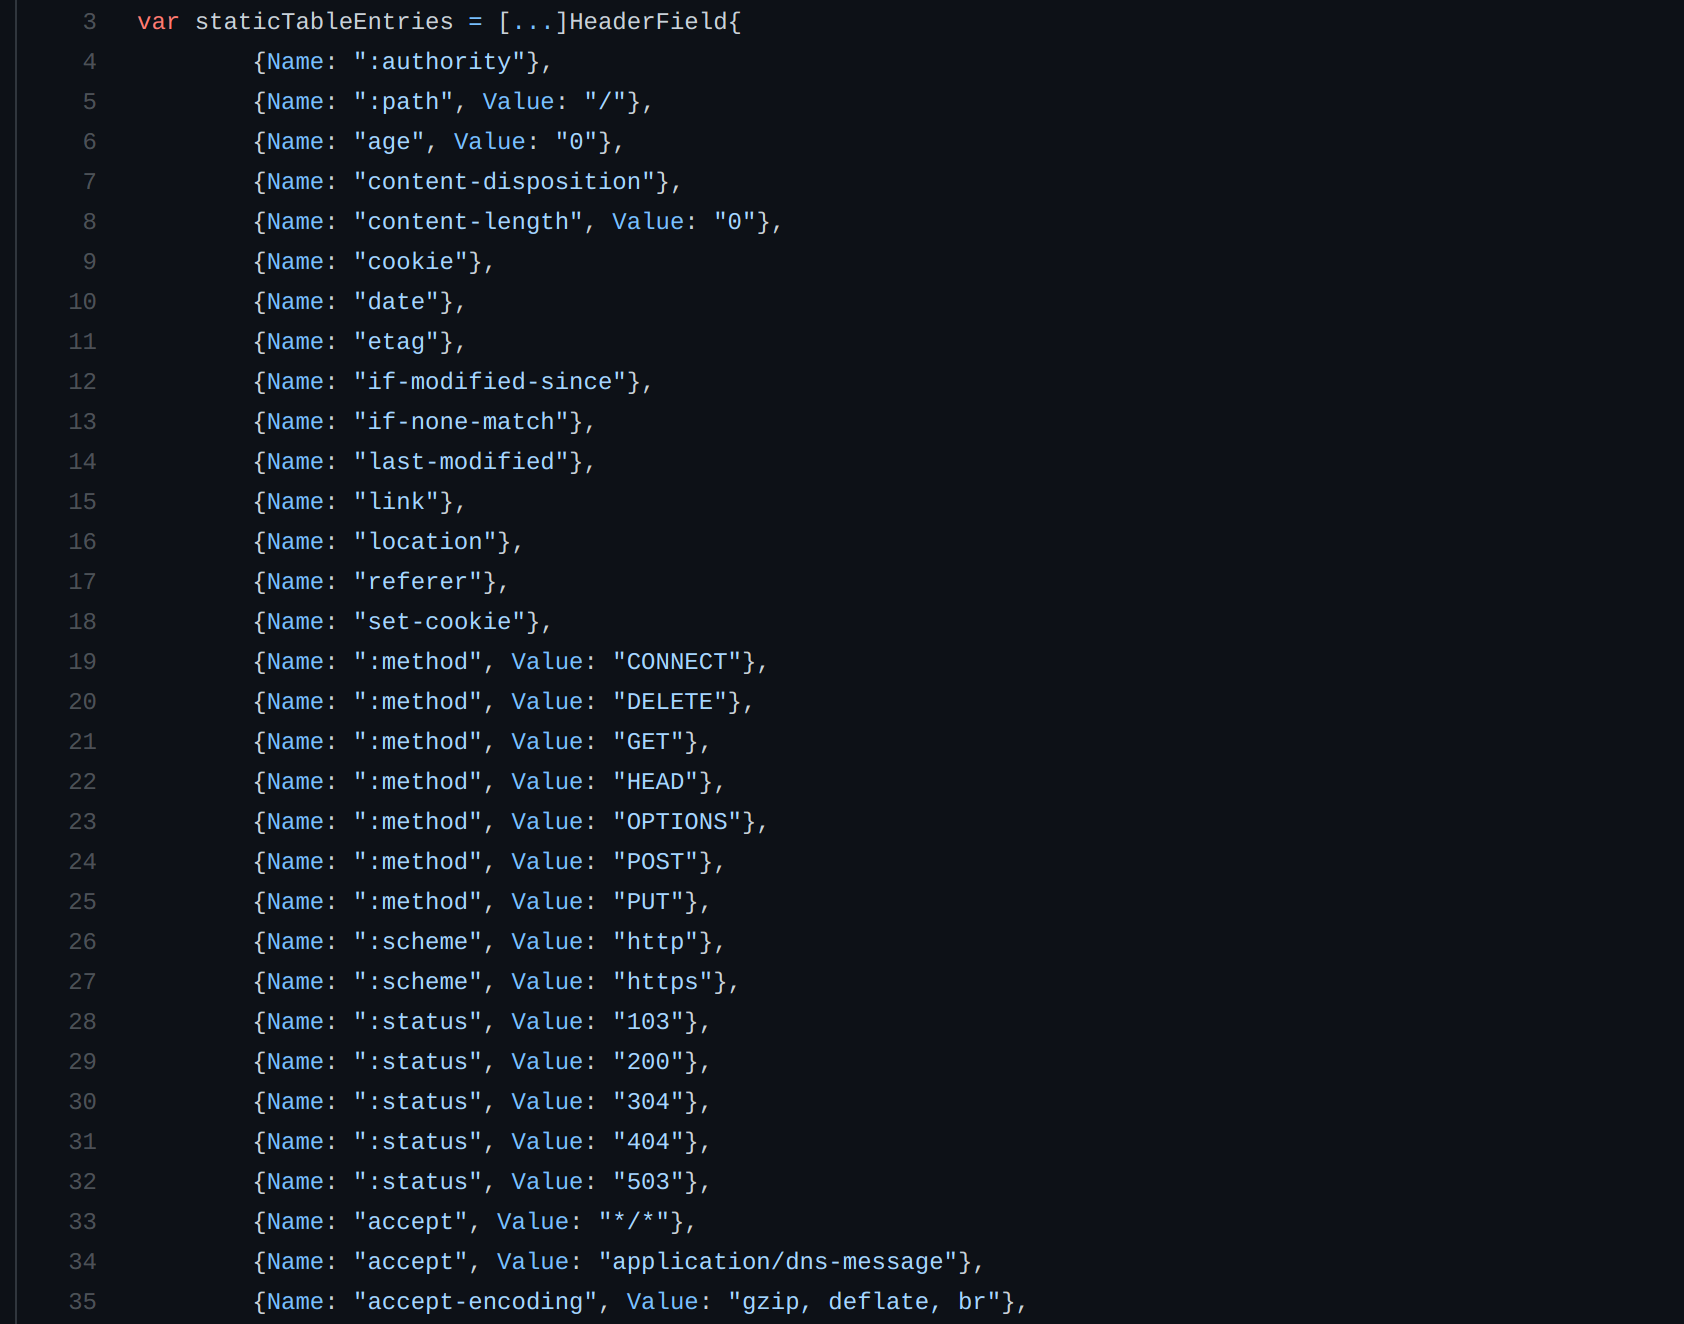 3 var staticTableEntries = [...]HeaderField{
4 {Name: ":authority"},
5 {Name: ":path", Value: "/"},
6 {Name: "age", Value: "0"},
7 {Name: "content-disposition"},
8 {Name: "content-length", Value: "0"},
9 {Name: "cookie"},
10 {Name: "date"},
11 {Name: "etag"},
12 {Name: "if-modified-since"},
13 {Name: "if-none-match"},
14 {Name: "last-modified"},
15 {Name: "link"},
16 {Name: "location"},
17 {Name: "referer"},
18 {Name: "set-cookie"},
19 {Name: ":method", Value: "CONNECT"},
20 {Name: ":method", Value: "DELETE"},
21 {Name: ":method", Value: "GET"},
22 {Name: ":method", Value: "HEAD"},
23 {Name: ":method", Value: "OPTIONS"},
24 {Name: ":method", Value: "POST"},
25 {Name: ":method", Value: "PUT"},
26 {Name: ":scheme", Value: "http"},
27 {Name: ":scheme", Value: "https"},
28 {Name: ":status", Value: "103"},
29 {Name: ":status", Value: "200"},
30 {Name: ":status", Value: "304"},
31 {Name: ":status", Value: "404"},
32 {Name: ":status", Value: "503"},
33 {Name: "accept", Value: "*/*"},
34 {Name: "accept", Value: "application/dns-message"},
35 {Name: "accept-encoding", Value: "gzip, deflate, br"},